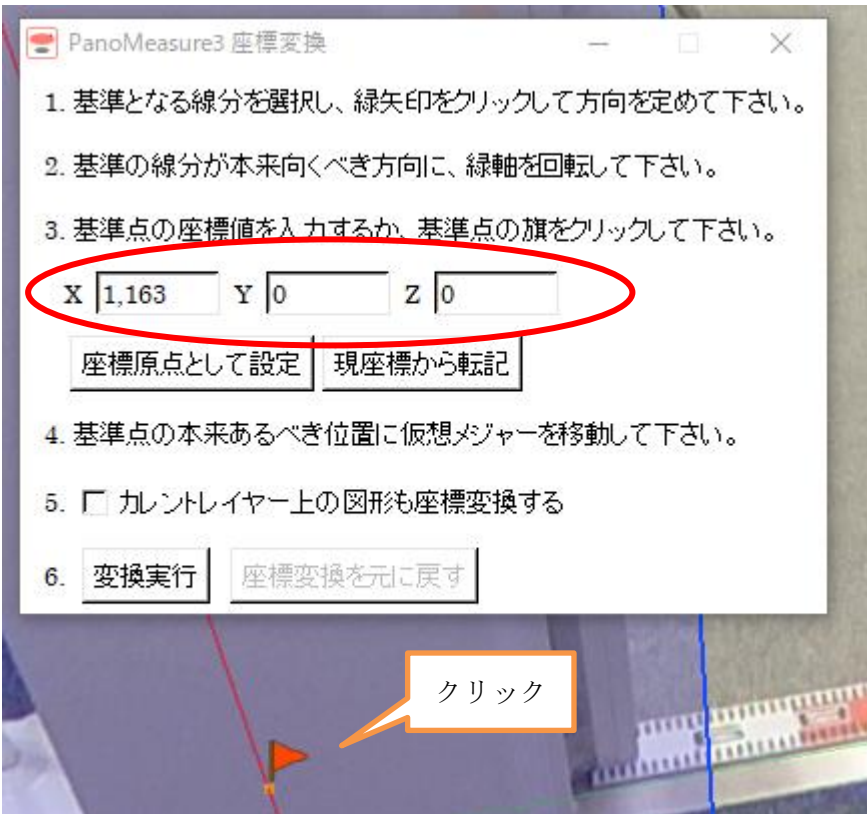 PanoMeasure3 座標変換
1. 基準となる線分を選択し、緑矢印をクリックして方向を定めて下さい。
2. 基準の線分が本来向くべき方向に、緑軸を回転して下さい。
3. 基準点の座標値を入力するか、基準点の旗をクリックして下さい。
X 1,163 Y 0 Z 0
座標原点として設定 現座標から転記
4. 基準点の本来あるべき位置に仮想メジャーを移動して下さい。
5. カレントレイヤー上の図形も座標変換する
6. 変換実行 座標変換を元に戻す
クリック